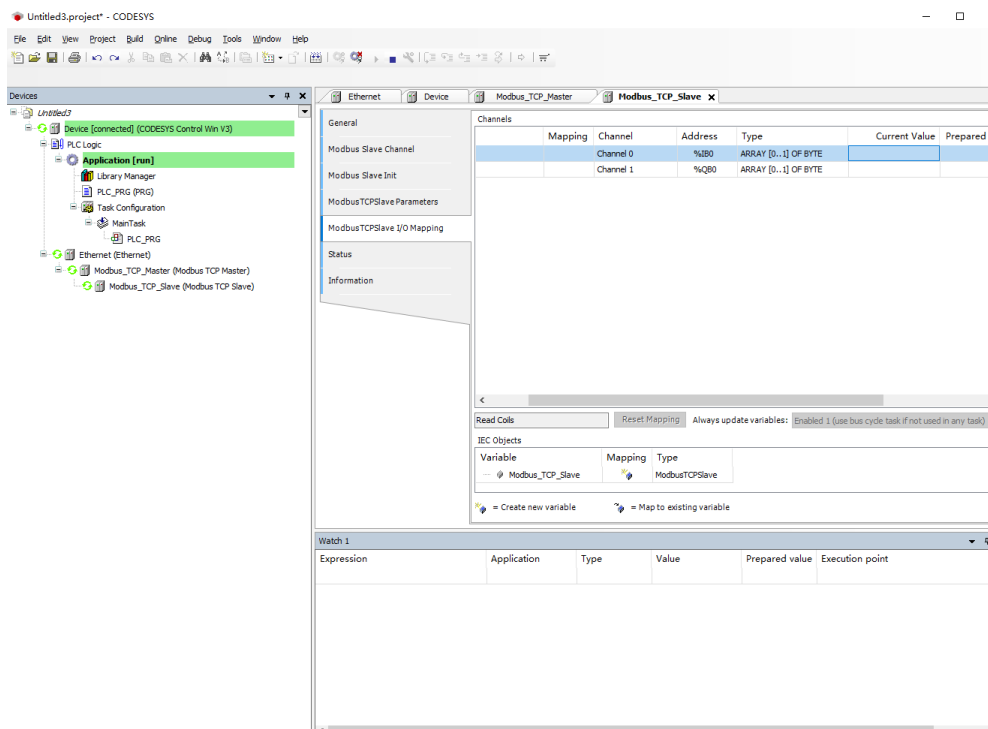 Untitled3.project* - CODESYS
File Edit View Project Build Online Debug Tools Window Help
Devices
Ethernet Device Modbus_TCP_Master Modbus_TCP_Slave
Untitled3
Device [connected] (CODESYS Control Win V3)
PLC Logic
Application [run]
Library Manager
PLC_PRG (PRG)
Task Configuration
MainTask
PLC_PRG
Ethernet (Ethernet)
Modbus_TCP_Master (Modbus TCP Master)
Modbus_TCP_Slave (Modbus TCP Slave)
General
Modbus Slave Channel
Modbus Slave Init
ModbusTCPSlave Parameters
ModbusTCPSlave I/O Mapping
Status
Information
Channels
Mapping Channel Address Type Current Value Prepared
Channel 0 %IB0 ARRAY [0..1] OF BYTE
Channel 1 %QB0 ARRAY [0..1] OF BYTE
Read Coils Reset Mapping Always update variables: Enabled 1 (use bus cycle task if not used in any task)
IEC Objects
Variable Mapping Type
Modbus_TCP_Slave ModbusTCPSlave
= Create new variable = Map to existing variable
Watch 1
Expression Application Type Value Prepared value Execution point